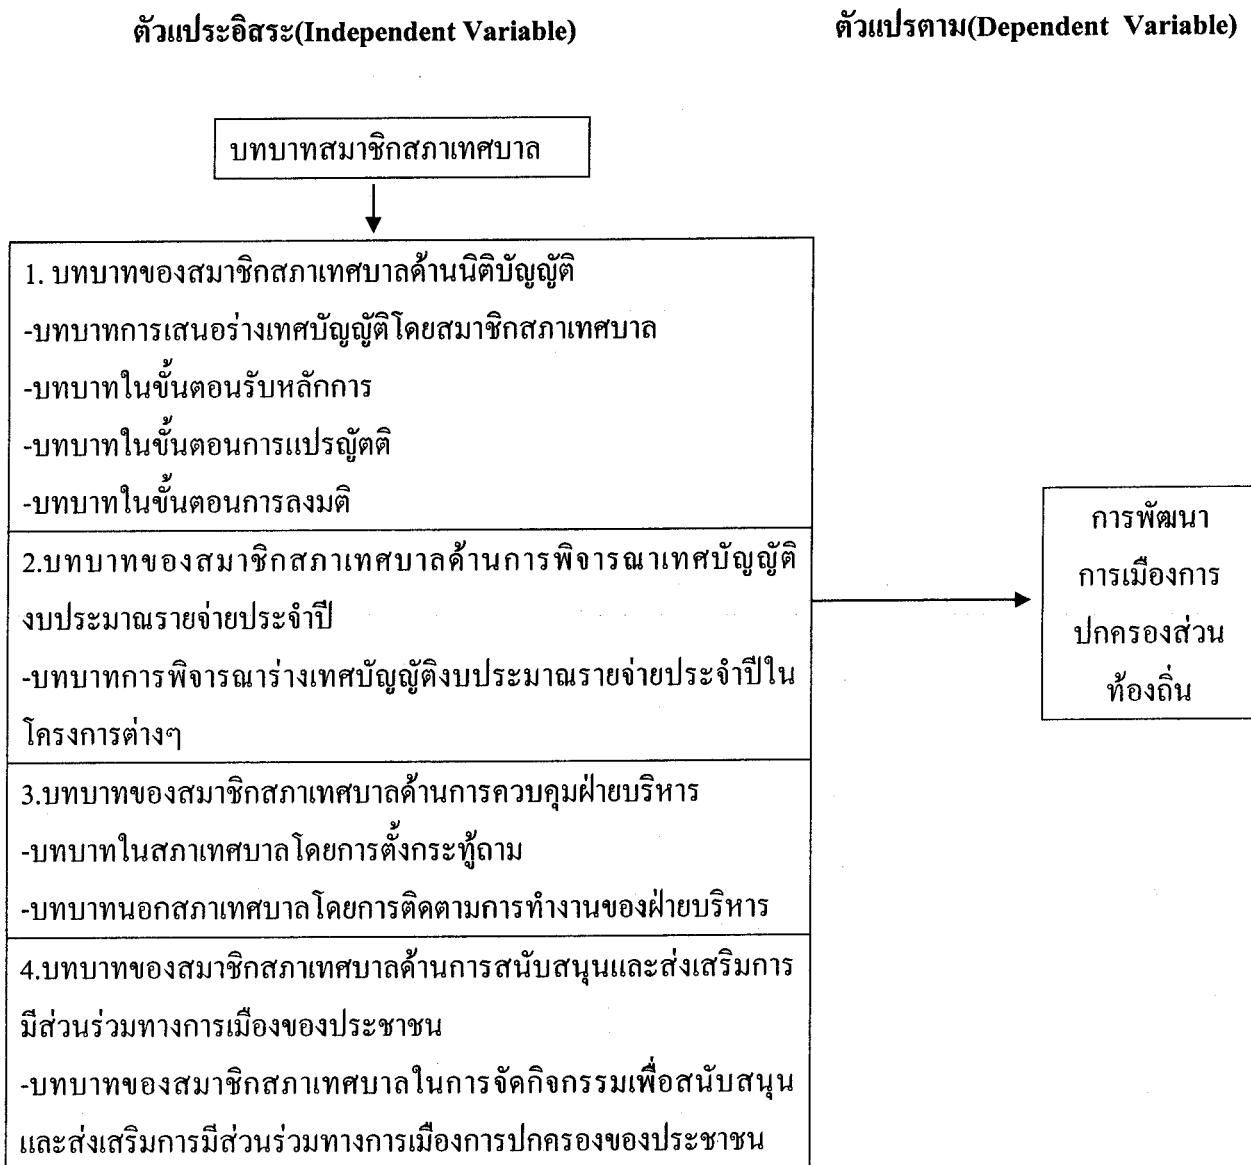 ตัวแประอิสระ(Independent Variable)
ตัวแปรตาม(Dependent Variable)
บทบาทสมาชิกสภาเทศบาล
1. บทบาทของสมาชิกสภาเทศบาลด้านนิติบัญญัติ
-บทบาทการเสนอร่างเทศบัญญัติโดยสมาชิกสภาเทศบาล
-บทบาทในขั้นตอนรับหลักการ
-บทบาทในขั้นตอนการแปรญัตติ
-บทบาทในขั้นตอนการลงมติ
2.บทบาทของสมาชิกสภาเทศบาลด้านการพิจารณาเทศบัญญัติ
งบประมาณรายจ่ายประจำปี
-บทบาทการพิจารณาร่างเทศบัญญัติงบประมาณรายจ่ายประจำปีใน
โครงการต่างๆ
3.บทบาทของสมาชิกสภาเทศบาลด้านการควบคุมฝ่ายบริหาร
-บทบาทในสภาเทศบาลโดยการตั้งกระทู้ถาม
-บทบาทนอกสภาเทศบาลโดยการติดตามการทำงานของฝ่ายบริหาร
4.บทบาทของสมาชิกสภาเทศบาลด้านการสนับสนุนและส่งเสริมการ
มีส่วนร่วมทางการเมืองของประชาชน
-บทบาทของสมาชิกสภาเทศบาลในการจัดกิจกรรมเพื่อสนับสนุน
และส่งเสริมการมีส่วนร่วมทางการเมืองการปกครองของประชาชน
การพัฒนา
การเมืองการ
ปกครองส่วน
ท้องถิ่น